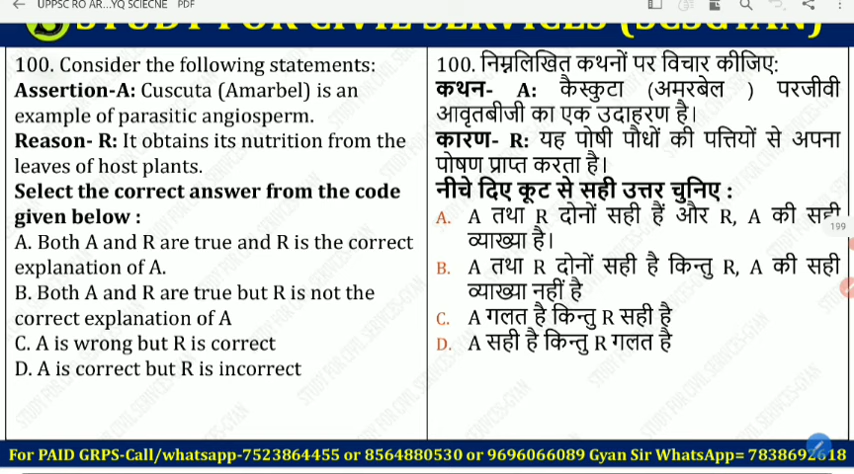 UPPSC RO AR...YQ SCIECNE PDF
STUDY FOR CIVIL SERVICES (SCSGYAN)
100. Consider the following statements:
Assertion-A: Cuscuta (Amarbel) is an
example of parasitic angiosperm.
Reason- R: It obtains its nutrition from the
leaves of host plants.
Select the correct answer from the code
given below :
A. Both A and R are true and R is the correct
explanation of A.
B. Both A and R are true but R is not the
correct explanation of A
C. A is wrong but R is correct
D. A is correct but R is incorrect
100. निम्नलिखित कथनों पर विचार कीजिए:
कथन- A: कैस्कुटा (अमरबेल ) परजीवी
आवृतबीजी का एक उदाहरण है।
कारण- R: यह पोषी पौधों की पत्तियों से अपना
पोषण प्राप्त करता है।
नीचे दिए कूट से सही उत्तर चुनिए :
A. A तथा R दोनों सही हैं और R, A की सही
व्याख्या है।
B. A तथा R दोनों सही है किन्तु R, A की सही
व्याख्या नहीं है
C. A गलत है किन्तु R सही है
D. A सही है किन्तु R गलत है
199
For PAID GRPS-Call/whatsapp-7523864455 or 8564880530 or 9696066089 Gyan Sir WhatsApp= 7838692618